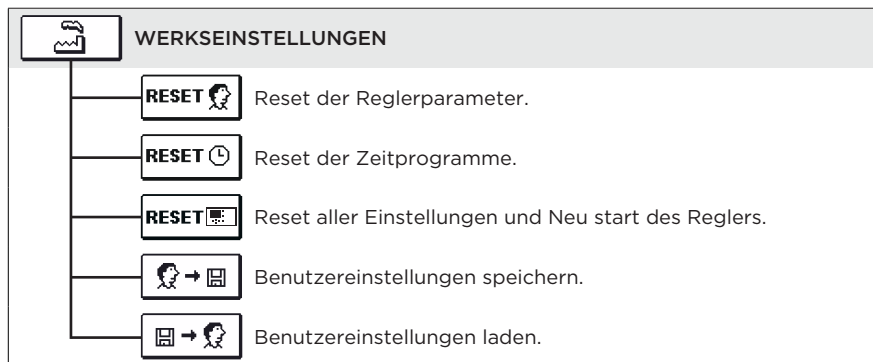 WERKSEINSTELLUNGEN
RESET Reset der Reglerparameter.
RESET Reset der Zeitprogramme.
RESET Reset aller Einstellungen und Neu start des Reglers.
Benutzereinstellungen speichern.
Benutzereinstellungen laden.